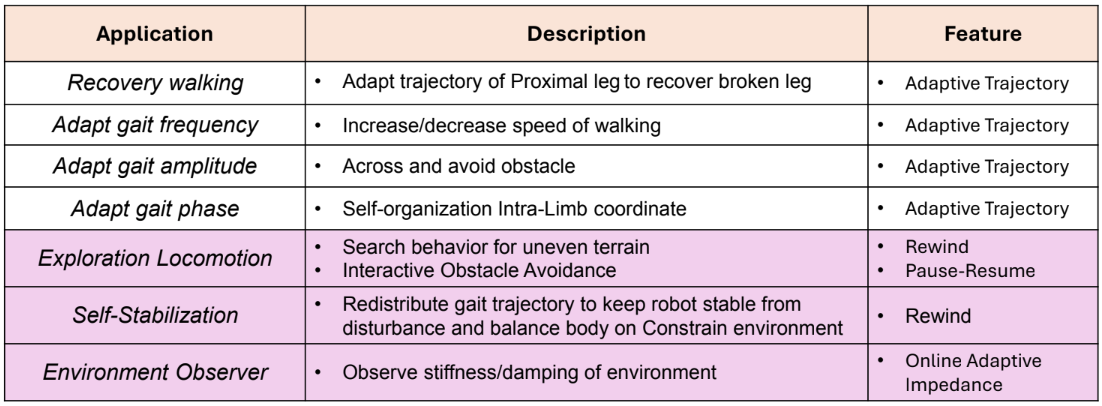 Application Description Feature
Recovery walking • Adapt trajectory of Proximal leg to recover broken leg • Adaptive Trajectory
Adapt gait frequency • Increase/decrease speed of walking • Adaptive Trajectory
Adapt gait amplitude • Across and avoid obstacle • Adaptive Trajectory
Adapt gait phase • Self-organization Intra-Limb coordinate • Adaptive Trajectory
Exploration Locomotion
• Search behavior for uneven terrain
• Interactive Obstacle Avoidance
• Rewind
• Pause-Resume
Self-Stabilization
• Redistribute gait trajectory to keep robot stable from
disturbance and balance body on Constrain environment
• Rewind
Environment Observer
• Observe stiffness/damping of environment
• Online Adaptive
Impedance